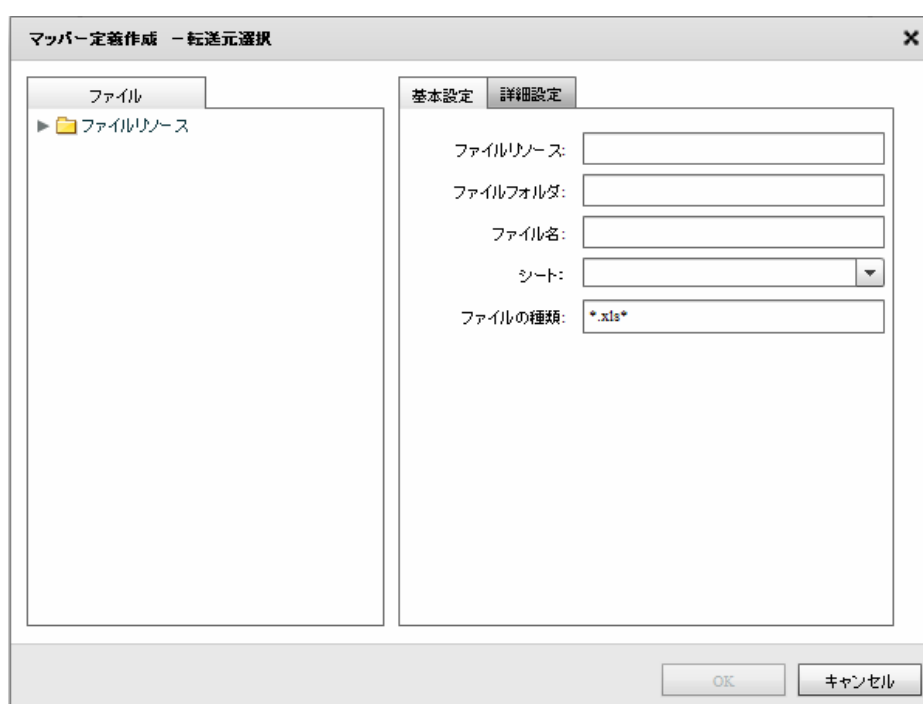 マッパー定義作成 －転送元選択
ファイル
ファイルリソース
基本設定 詳細設定
ファイルリソース:
ファイルフォルダ:
ファイル名:
シート:
ファイルの種類: *.xls*
OK キャンセル